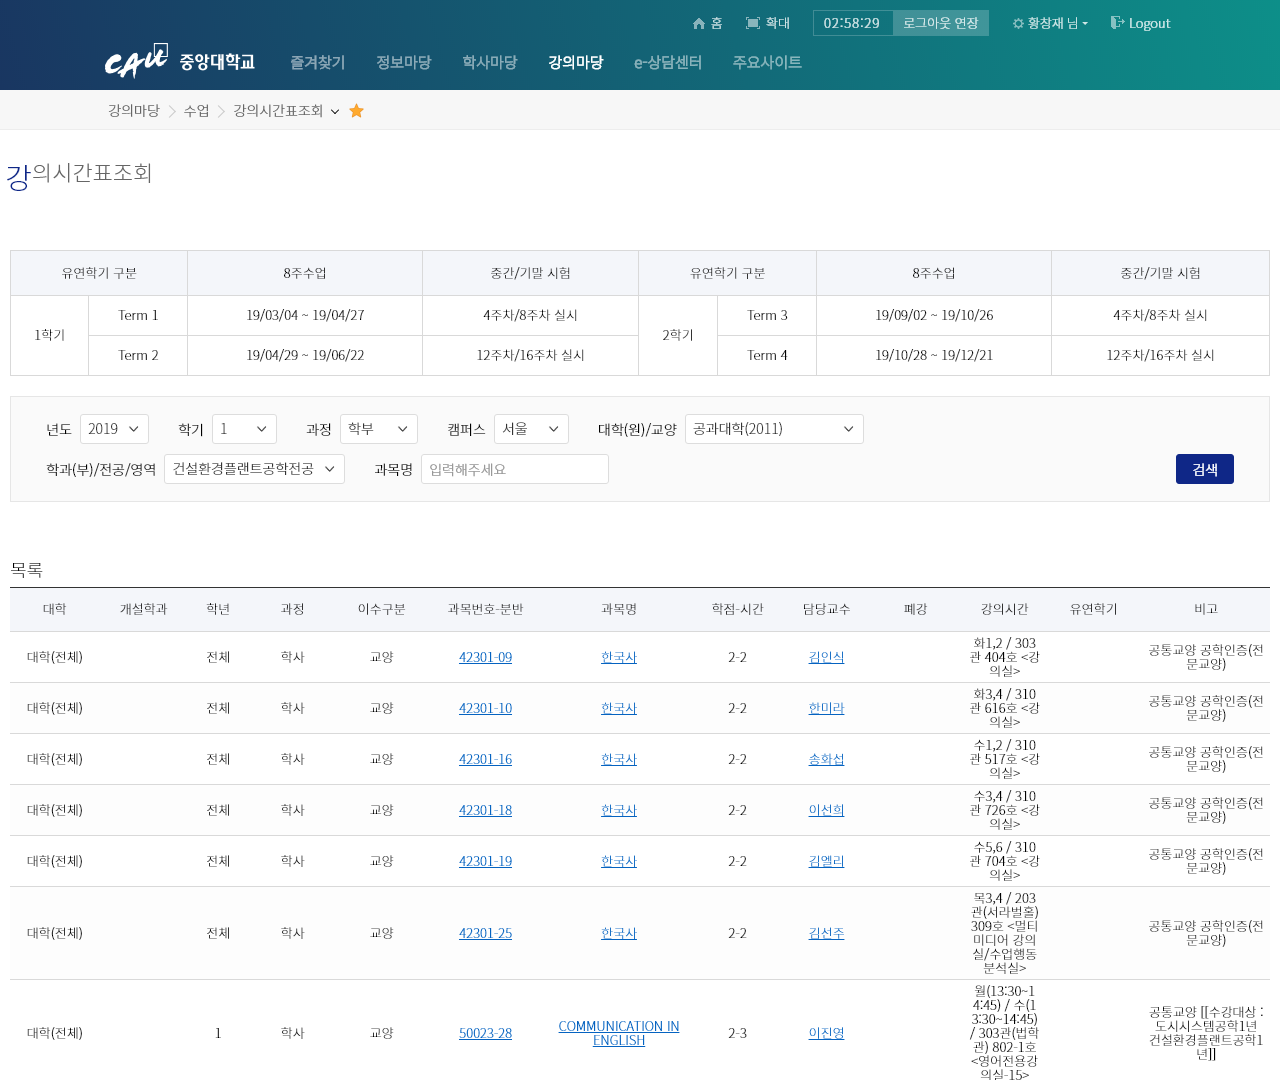 홈 확대 02:58:29 로그아웃 연장 황창재 님 Logout
CAU 중앙대학교 즐겨찾기 정보마당 학사마당 강의마당 e-상담센터 주요사이트
강의마당 수업 강의시간표조회
강의시간표조회
유연학기 구분 8주수업 중간/기말 시험 유연학기 구분 8주수업 중간/기말 시험
1학기 Term 1 19/03/04 ~ 19/04/27 4주차/8주차 실시 2학기 Term 3 19/09/02 ~ 19/10/26 4주차/8주차 실시
Term 2 19/04/29 ~ 19/06/22 12주차/16주차 실시 Term 4 19/10/28 ~ 19/12/21 12주차/16주차 실시
년도 2019 학기 1 과정 학부 캠퍼스 서울 대학(원)/교양 공과대학(2011)
학과(부)/전공/영역 건설환경플랜트공학전공 과목명 입력해주세요 검색
목록
대학 개설학과 학년 과정 이수구분 과목번호-분반 과목명 학점-시간 담당교수 폐강 강의시간 유연학기 비고
대학(전체) 전체 학사 교양 42301-09 한국사 2-2 김인식 화1,2 / 303
관 404호 <강
의실> 공통교양 공학인증(전
문교양)
대학(전체) 전체 학사 교양 42301-10 한국사 2-2 한미라 화3,4 / 310
관 616호 <강
의실> 공통교양 공학인증(전
문교양)
대학(전체) 전체 학사 교양 42301-16 한국사 2-2 송화섭 수1,2 / 310
관 517호 <강
의실> 공통교양 공학인증(전
문교양)
대학(전체) 전체 학사 교양 42301-18 한국사 2-2 이선희 수3,4 / 310
관 726호 <강
의실> 공통교양 공학인증(전
문교양)
대학(전체) 전체 학사 교양 42301-19 한국사 2-2 김엘리 수5,6 / 310
관 704호 <강
의실> 공통교양 공학인증(전
문교양)
대학(전체) 전체 학사 교양 42301-25 한국사 2-2 김선주 목3,4 / 203
관(서라벌홀)
309호 <멀티
미디어 강의
실/수업행동
분석실> 공통교양 공학인증(전
문교양)
대학(전체) 1 학사 교양 50023-28 COMMUNICATION IN
ENGLISH 2-3 이진영 월(13:30~1
4:45) / 수(1
3:30~14:45)
/ 303관(법학
관) 802-1호
<영어전용강
의실-15> 공통교양 [[수강대상 :
도시시스템공학1년
건설환경플랜트공학1
년]]